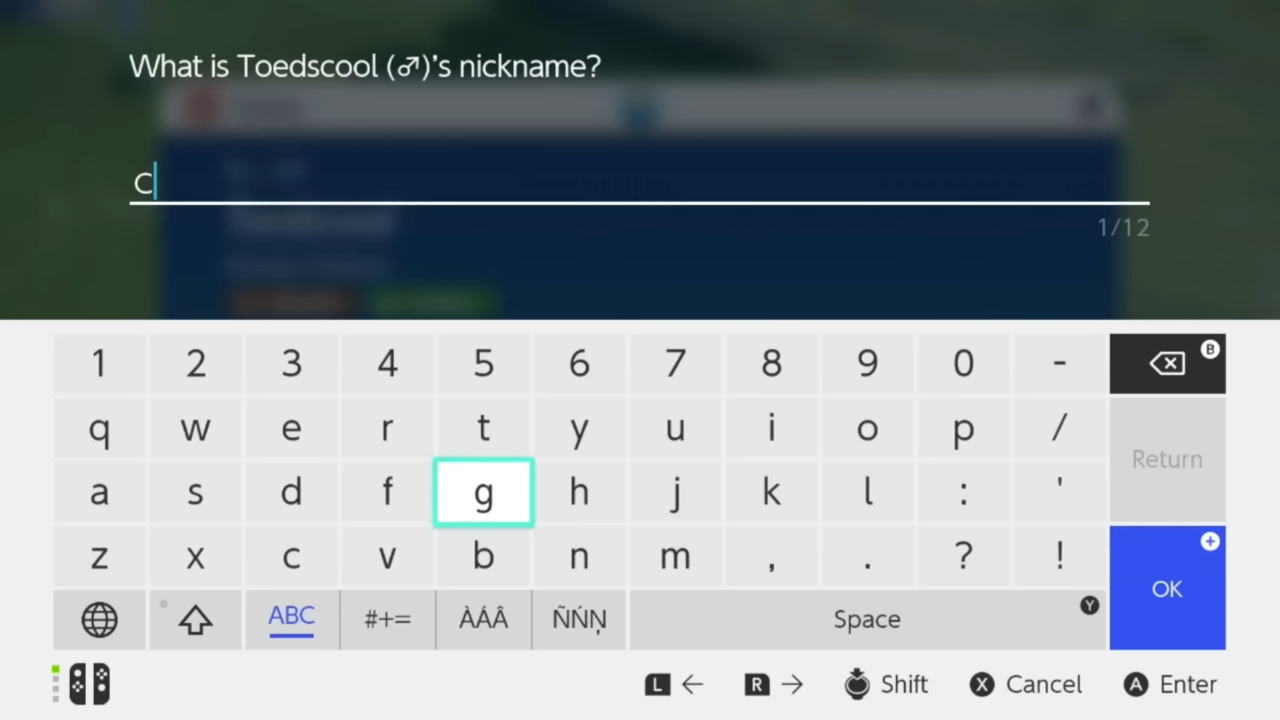 What is Toedscool (♂)'s nickname?
C
1/12
1 2 3 4 5 6 7 8 9 0 - B
q w e r t y u i o p / Return
a s d f g h j k l : '
z x c v b n m , . ? ! + OK
ABC #+= ÀÁÂ ÑŃŅ Space Y
L ← R → Shift X Cancel A Enter